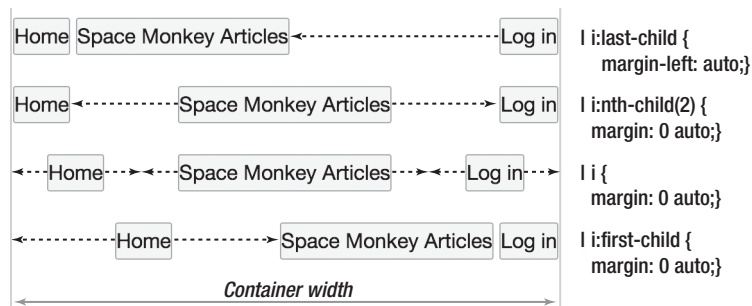 Home Space Monkey Articles Log in
l i:last-child {
margin-left: auto;}
Home Space Monkey Articles Log in
l i:nth-child(2) {
margin: 0 auto;}
Home Space Monkey Articles Log in
l i {
margin: 0 auto;}
Home Space Monkey Articles Log in
l i:first-child {
margin: 0 auto;}
Container width